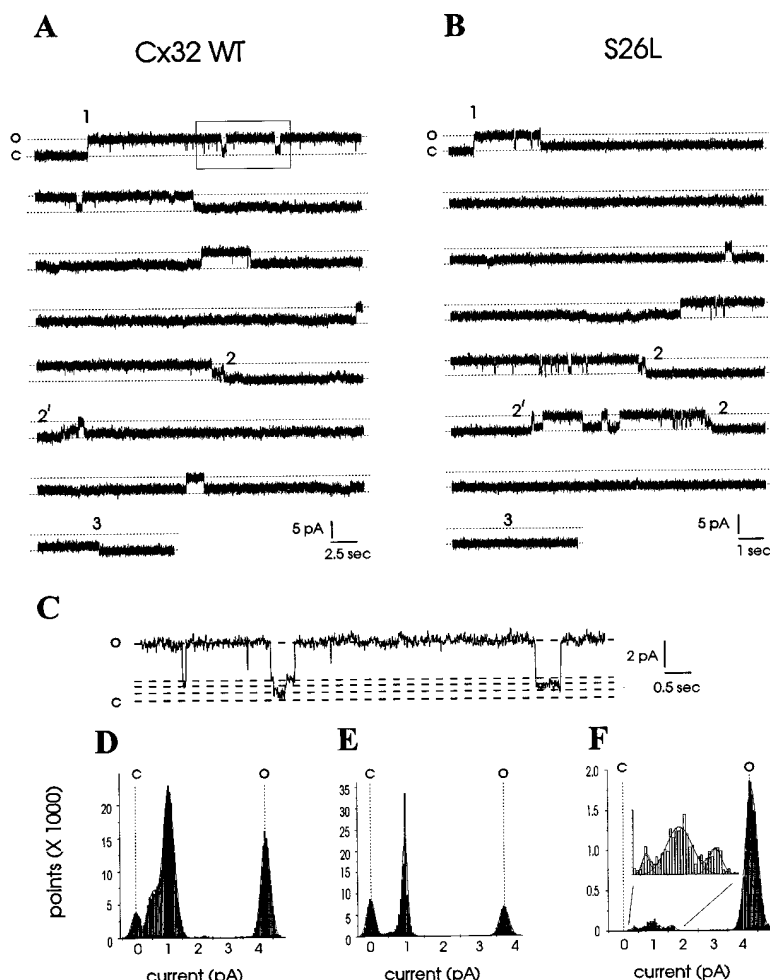 A
Cx32 WT
B
S26L
1
o
c
2
2'
3
5 pA
2.5 sec
1
o
c
2
2'
2
3
5 pA
1 sec
C
o
c
2 pA
0.5 sec
D
E
F
points (X 1000)
c
o
20
15
10
5
0
0 1 2 3 4
current (pA)
c
o
35
30
25
20
15
10
5
0
0 1 2 3 4
current (pA)
c
o
2.0
1.5
1.0
0.5
0
0 1 2 3 4
current (pA)